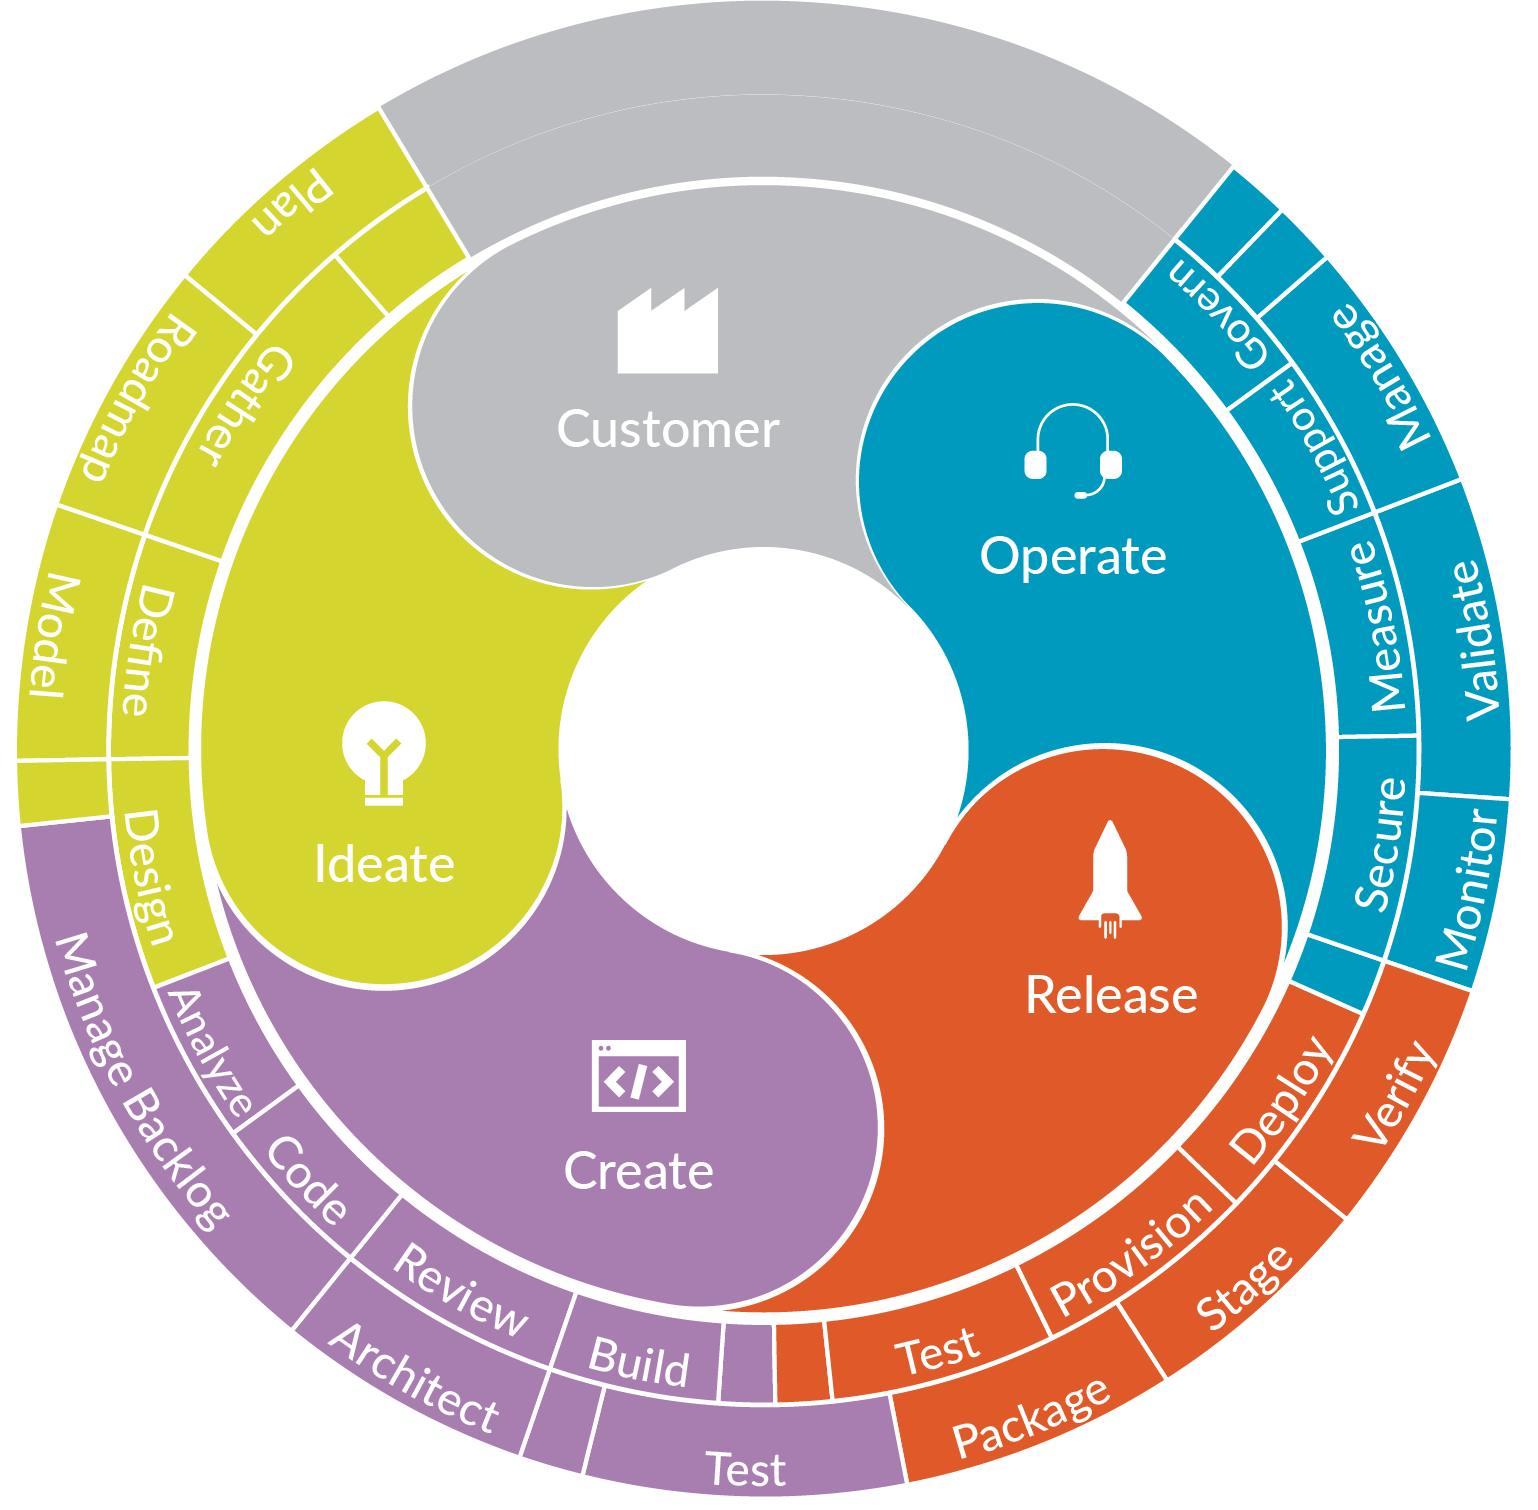 Customer
Operate
Release
Create
Ideate
Plan
Roadmap
Model
Gather
Define
Design
Manage Backlog
Architect
Test
Analyze
Code
Review
Build
Package
Stage
Verify
Test
Provision
Deploy
Monitor
Validate
Manage
Secure
Measure
Support
Govern